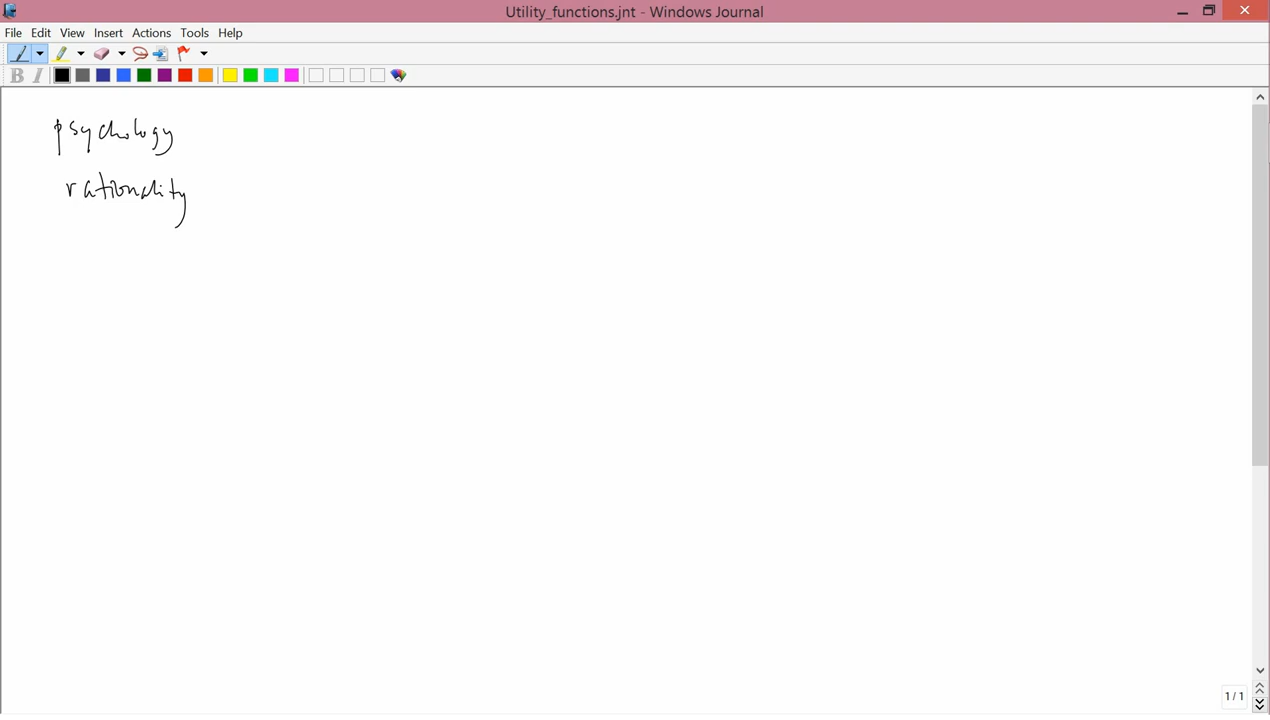 Utility_functions.jnt - Windows Journal
File Edit View Insert Actions Tools Help
B I
psychology
rationality
1 / 1